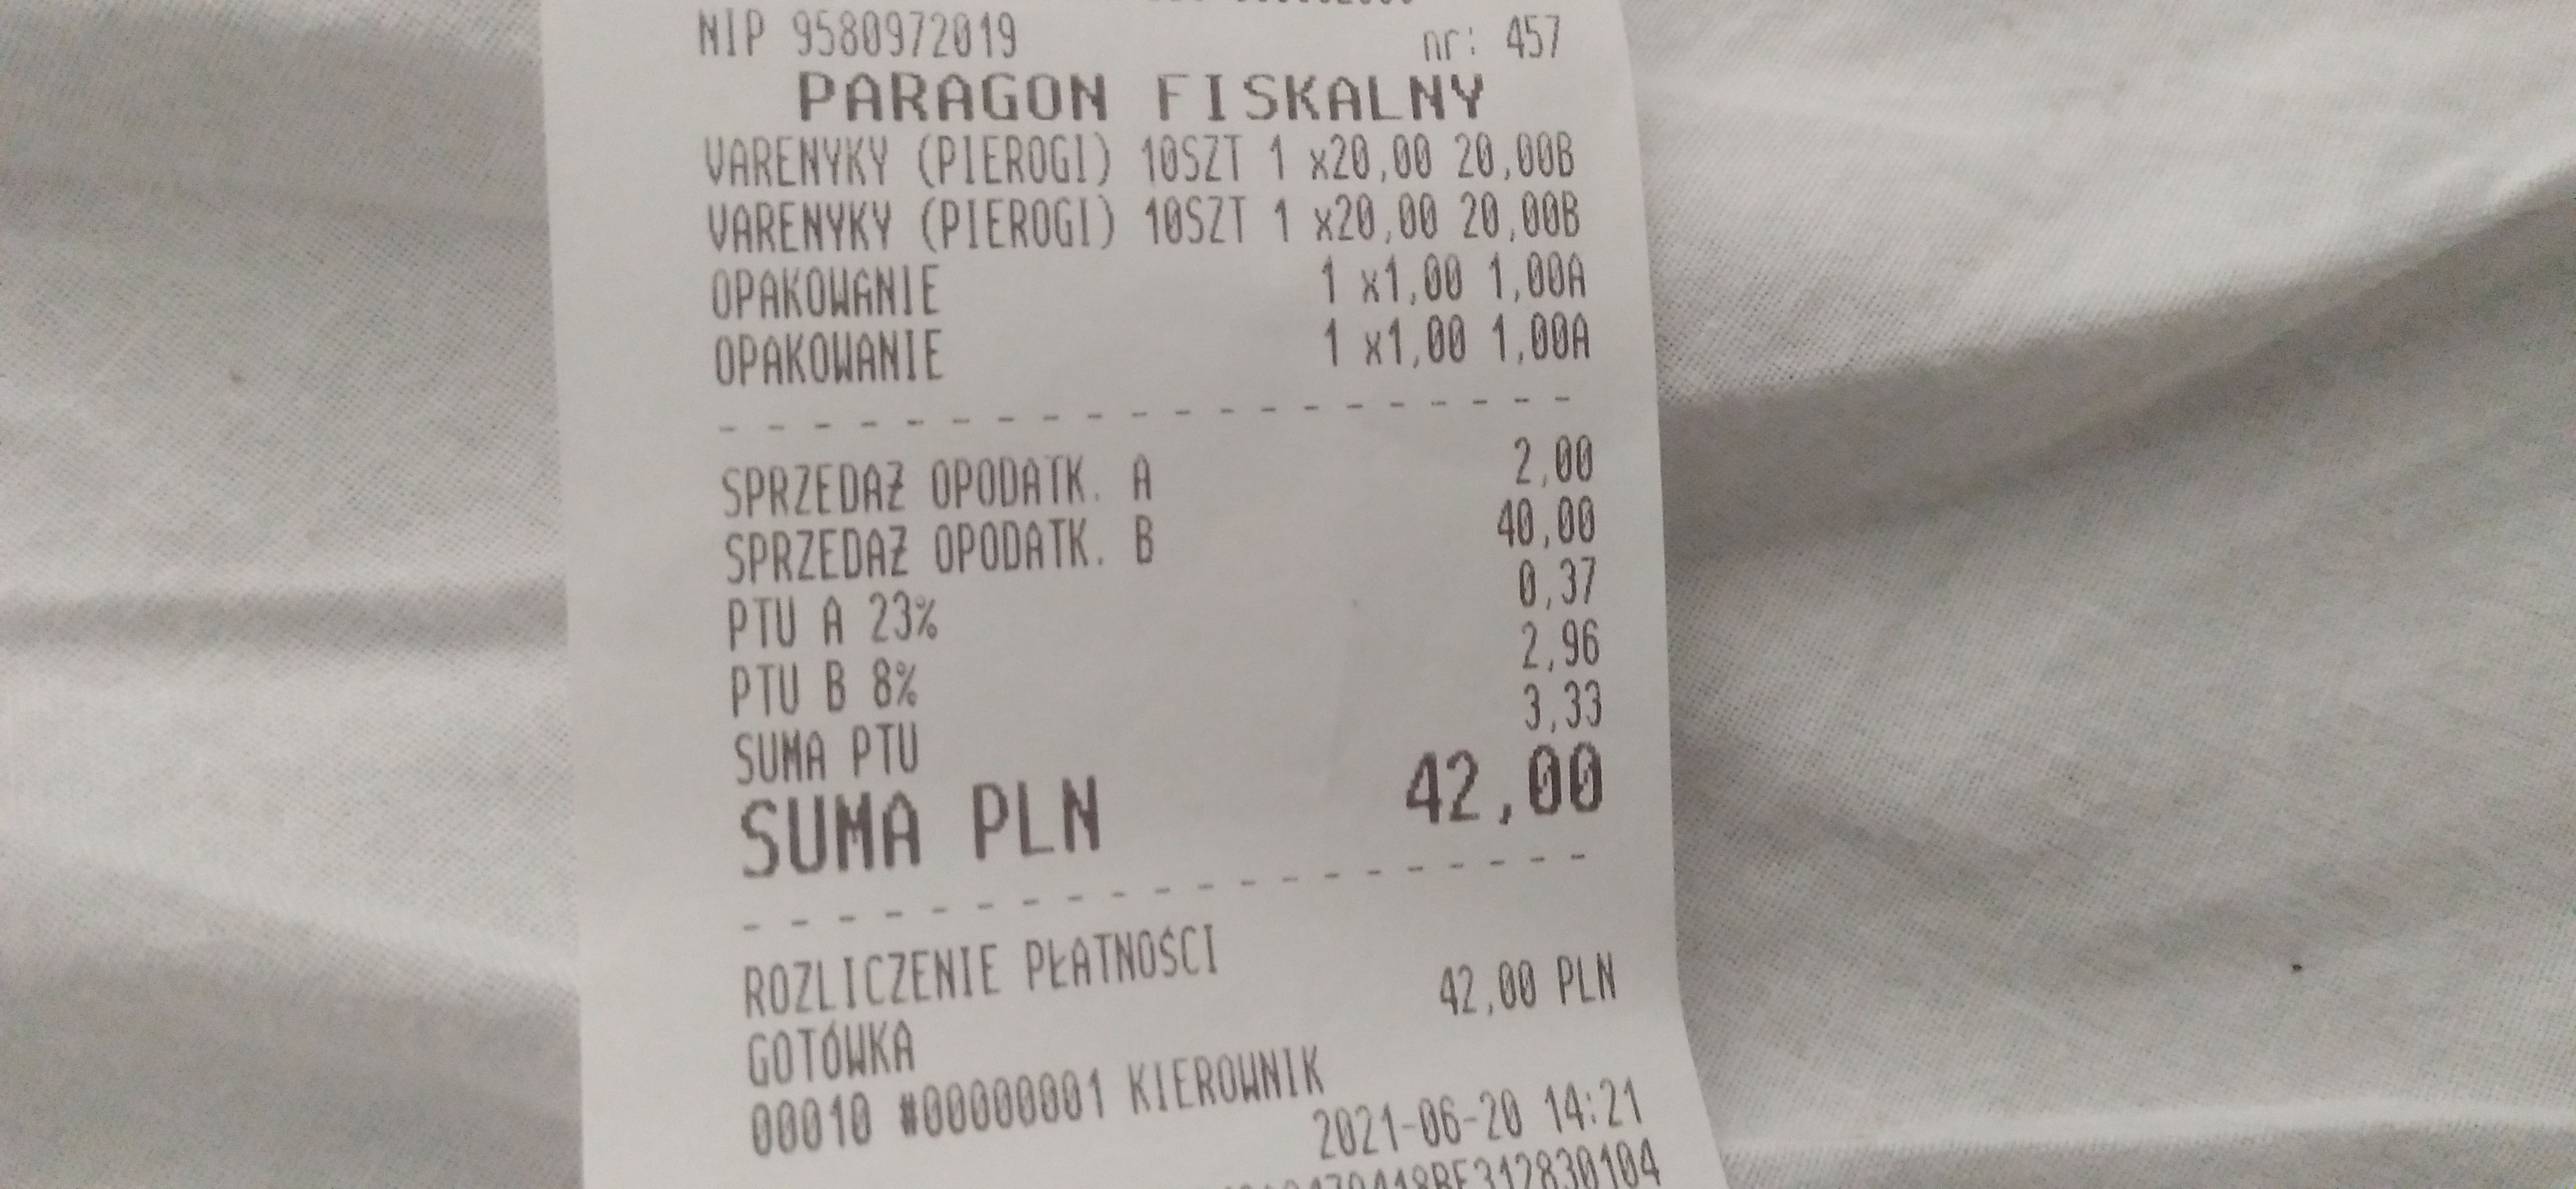 NIP 9580972019 nr: 457
PARAGON FISKALNY
VARENYKY (PIEROGI) 10SZT 1 x20,00 20,00B
VARENYKY (PIEROGI) 10SZT 1 x20,00 20,00B
OPAKOWANIE 1 x1,00 1,00A
OPAKOWANIE 1 x1,00 1,00A
- - - - - - - - - - - - - - - - - - -
SPRZEDAŻ OPODATK. A 2,00
SPRZEDAŻ OPODATK. B 40,00
PTU A 23% 0,37
PTU B 8% 2,96
SUMA PTU 3,33
SUMA PLN 42,00
- - - - - - - - - - - - - - - - - - -
ROZLICZENIE PŁATNOŚCI
GOTÓWKA 42,00 PLN
00010 #00000001 KIEROWNIK
2021-06-20 14:21